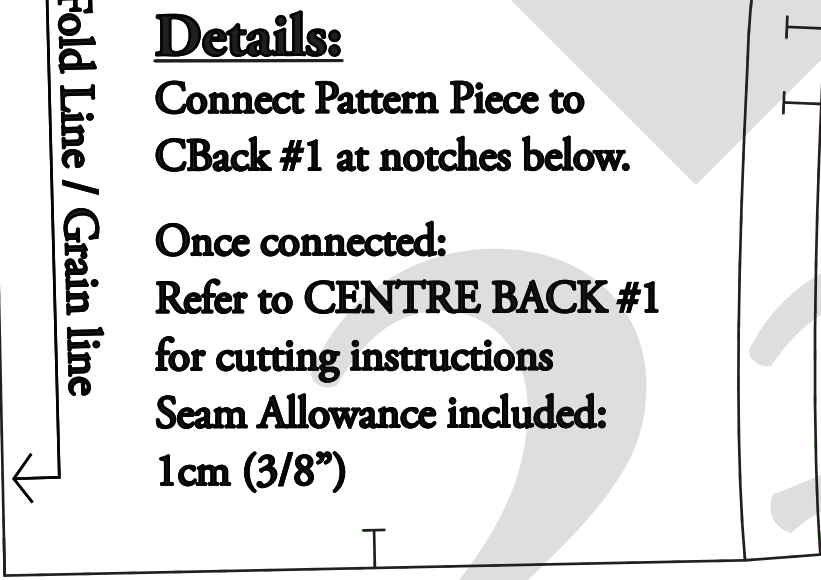 Fold Line / Grain line
Details:
Connect Pattern Piece to
CBack #1 at notches below.
Once connected:
Refer to CENTRE BACK #1
for cutting instructions
Seam Allowance included:
1cm (3/8”)